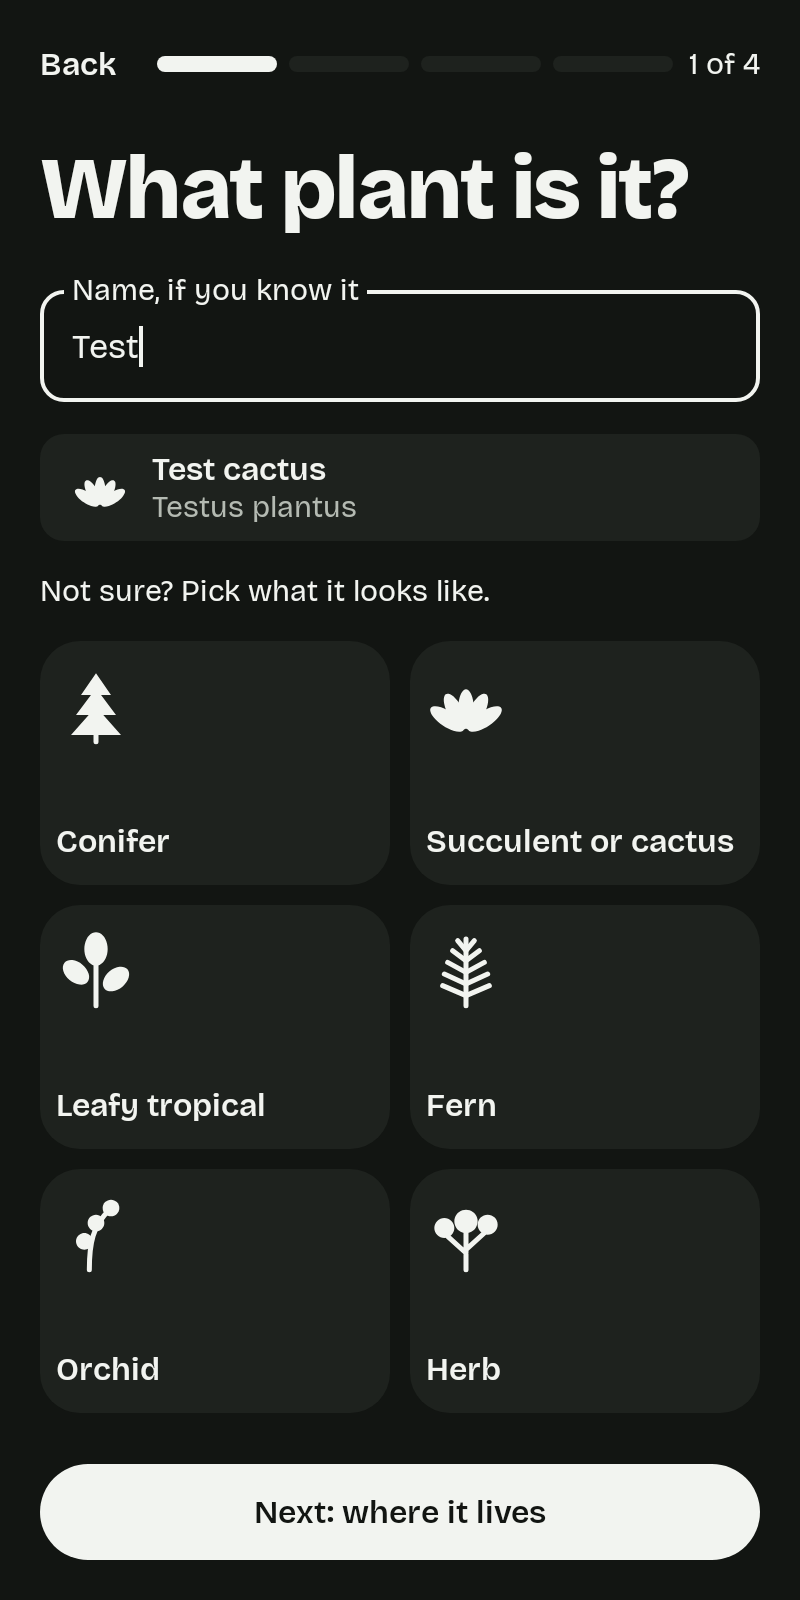 Back
1 of 4
What plant is it?
Name, if you know it
Test
Test cactus
Testus plantus
Not sure? Pick what it looks like.
Conifer
Succulent or cactus
Leafy tropical
Fern
Orchid
Herb
Next: where it lives